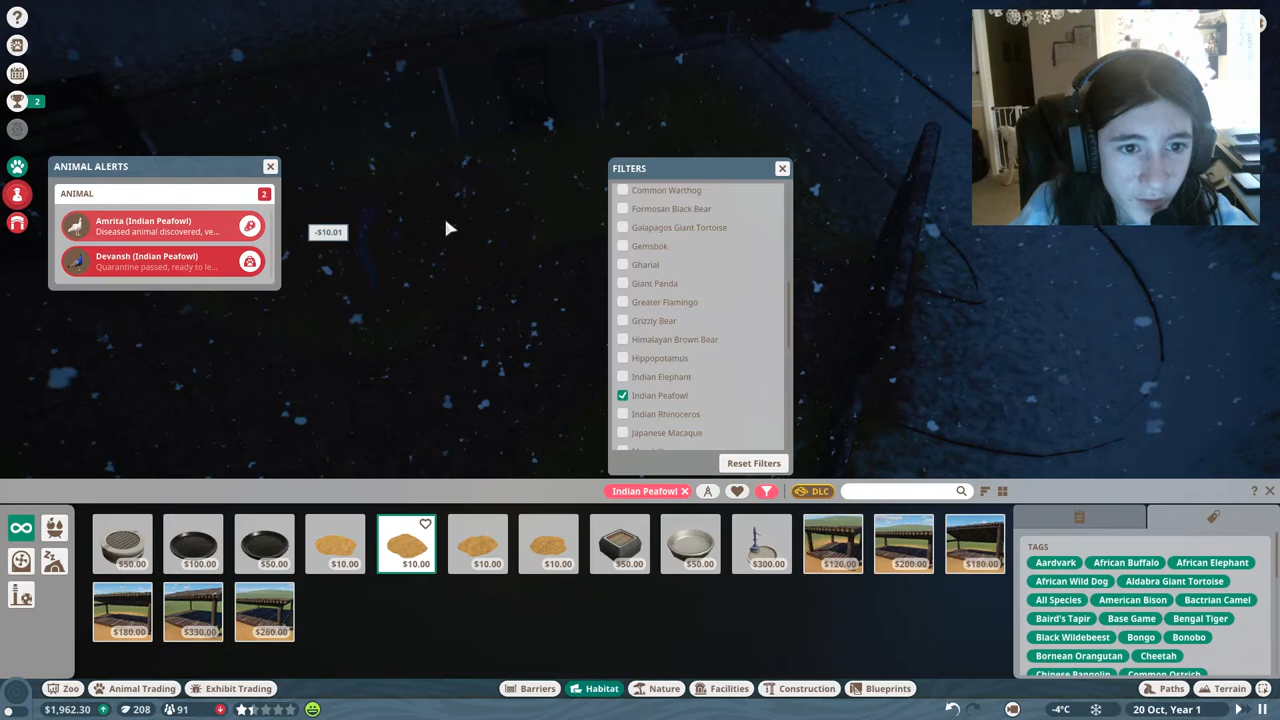 ?
2
ANIMAL ALERTS
ANIMAL 2
Amrita (Indian Peafowl)
Diseased animal discovered, ve...
Devansh (Indian Peafowl)
Quarantine passed, ready to le...
-$10.01
FILTERS
Common Warthog
Formosan Black Bear
Galapagos Giant Tortoise
Gemsbok
Gharial
Giant Panda
Greater Flamingo
Grizzly Bear
Himalayan Brown Bear
Hippopotamus
Indian Elephant
Indian Peafowl
Indian Rhinoceros
Japanese Macaque
Reset Filters
Indian Peafowl DLC ?
$50.00 $100.00 $50.00 $10.00 $10.00 $10.00 $10.00 $50.00 $50.00 $300.00 $120.00 $200.00 $180.00
$180.00 $330.00 $260.00
TAGS
Aardvark African Buffalo African Elephant
African Wild Dog Aldabra Giant Tortoise
All Species American Bison Bactrian Camel
Baird's Tapir Base Game Bengal Tiger
Black Wildebeest Bongo Bonobo
Bornean Orangutan Cheetah
Chinese Pangolin Common Ostrich
Zoo Animal Trading Exhibit Trading Barriers Habitat Nature Facilities Construction Blueprints Paths Terrain
$1,962.30 208 91 -4°C 20 Oct, Year 1